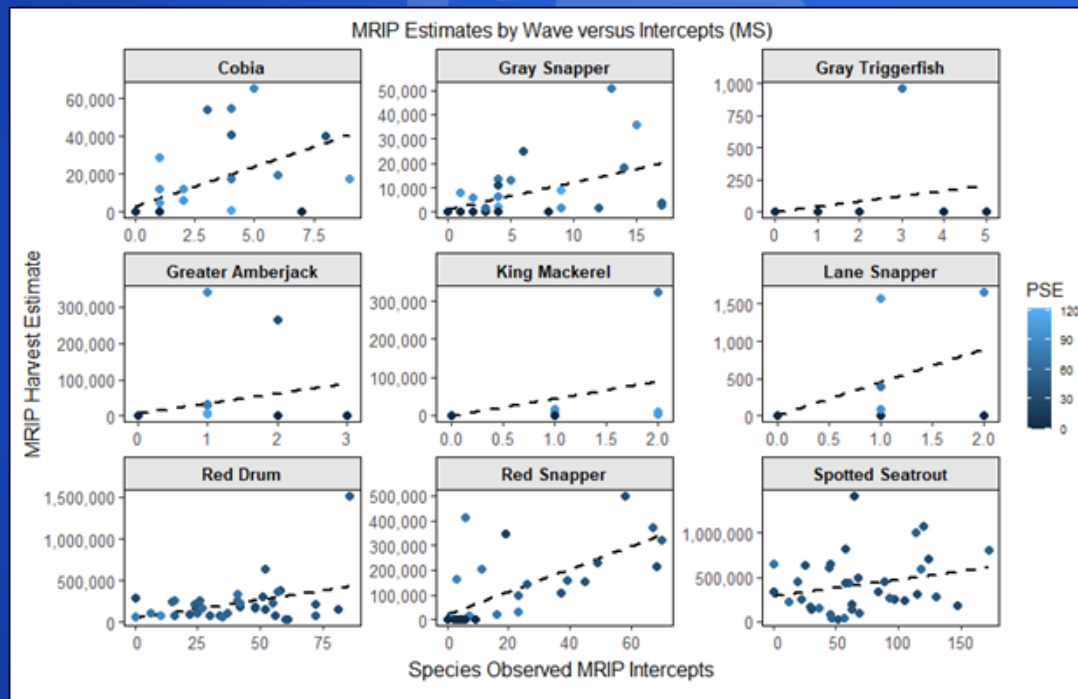 MRIP Estimates by Wave versus Intercepts (MS)
Cobia
Gray Snapper
Gray Triggerfish
60,000
40,000
20,000
0
0.0 2.5 5.0 7.5
50,000
40,000
30,000
20,000
10,000
0
0 5 10 15
1,000
750
500
250
0
0 1 2 3 4 5
Greater Amberjack
King Mackerel
Lane Snapper
300,000
200,000
100,000
0
0 1 2 3
300,000
200,000
100,000
0
0.0 0.5 1.0 1.5 2.0
1,500
1,000
500
0
0.0 0.5 1.0 1.5 2.0
Red Drum
Red Snapper
Spotted Seatrout
1,500,000
1,000,000
500,000
0
0 25 50 75
500,000
400,000
300,000
200,000
100,000
0
0 20 40 60
1,000,000
500,000
0
0 50 100 150
MRIP Harvest Estimate
Species Observed MRIP Intercepts
PSE
120
90
60
30
0